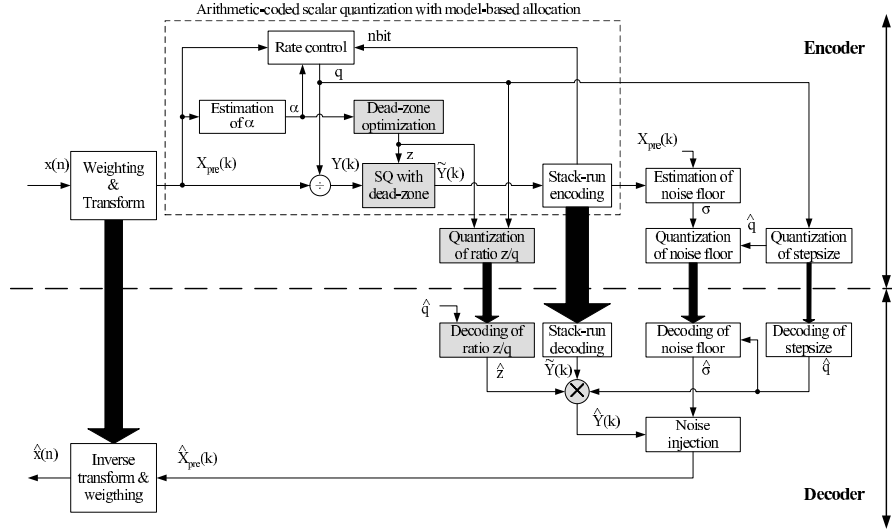 Arithmetic-coded scalar quantization with model-based allocation
Encoder
Rate control
nbit
q
Estimation
of α
α
Dead-zone
optimization
z
x(n)
Weighting
&
Transform
X_pre(k)
÷
Y(k)
SQ with
dead-zone
Ỹ(k)
Stack-run
encoding
X_pre(k)
Estimation of
noise floor
σ
Quantization
of ratio z/q
Quantization
of noise floor
q̂
Quantization
of stepsize
q̂
Decoding of
ratio z/q
Stack-run
decoding
Decoding of
noise floor
Decoding of
stepsize
ẑ
Ỹ(k)
σ̂
q̂
×
Ŷ(k)
Noise
injection
x̂(n)
Inverse
transform &
weigthing
X̂_pre(k)
Decoder